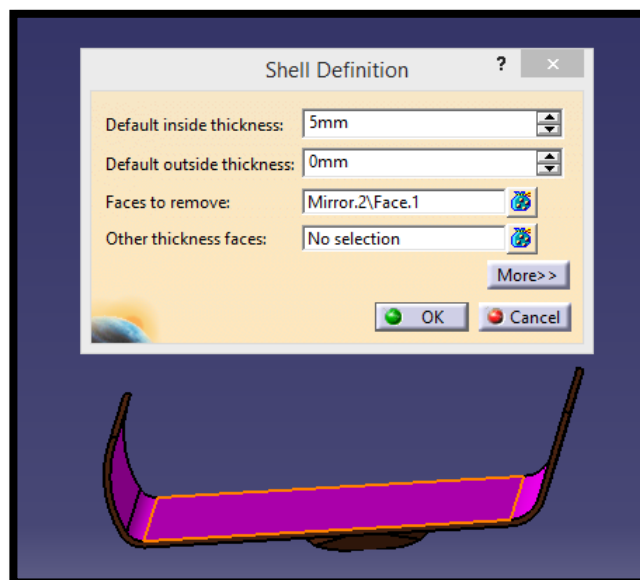 Shell Definition ?
Default inside thickness: 5mm
Default outside thickness: 0mm
Faces to remove: Mirror.2\Face.1
Other thickness faces: No selection
More>>
OK Cancel